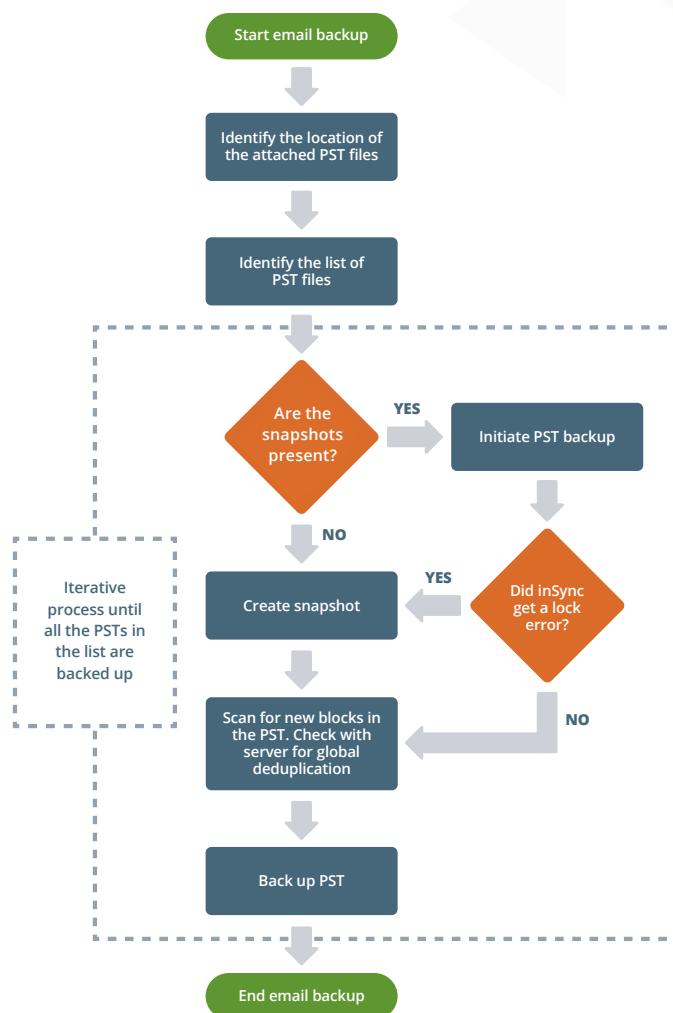 Start email backup
Identify the location of
the attached PST files
Identify the list of
PST files
Are the
snapshots
present?
YES
Initiate PST backup
NO
Iterative
process until
all the PSTs in
the list are
backed up
Create snapshot
YES
Did inSync
get a lock
error?
Scan for new blocks in
the PST. Check with
server for global
deduplication
NO
Back up PST
End email backup